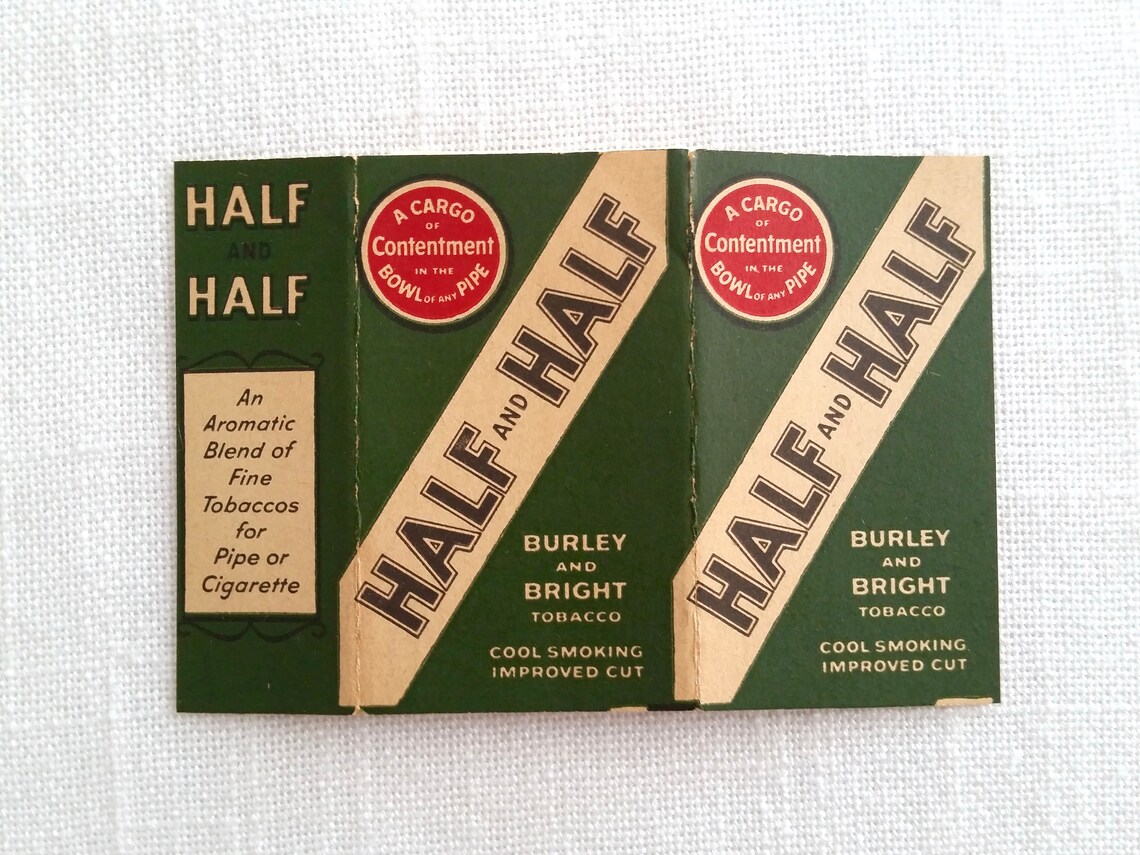 HALF
AND
HALF
An
Aromatic
Blend of
Fine
Tobaccos
for
Pipe or
Cigarette
A CARGO
OF
Contentment
IN THE
BOWL OF ANY PIPE
HALF AND HALF
BURLEY
AND
BRIGHT
TOBACCO
COOL SMOKING
IMPROVED CUT
A CARGO
OF
Contentment
IN THE
BOWL OF ANY PIPE
HALF AND HALF
BURLEY
AND
BRIGHT
TOBACCO
COOL SMOKING
IMPROVED CUT